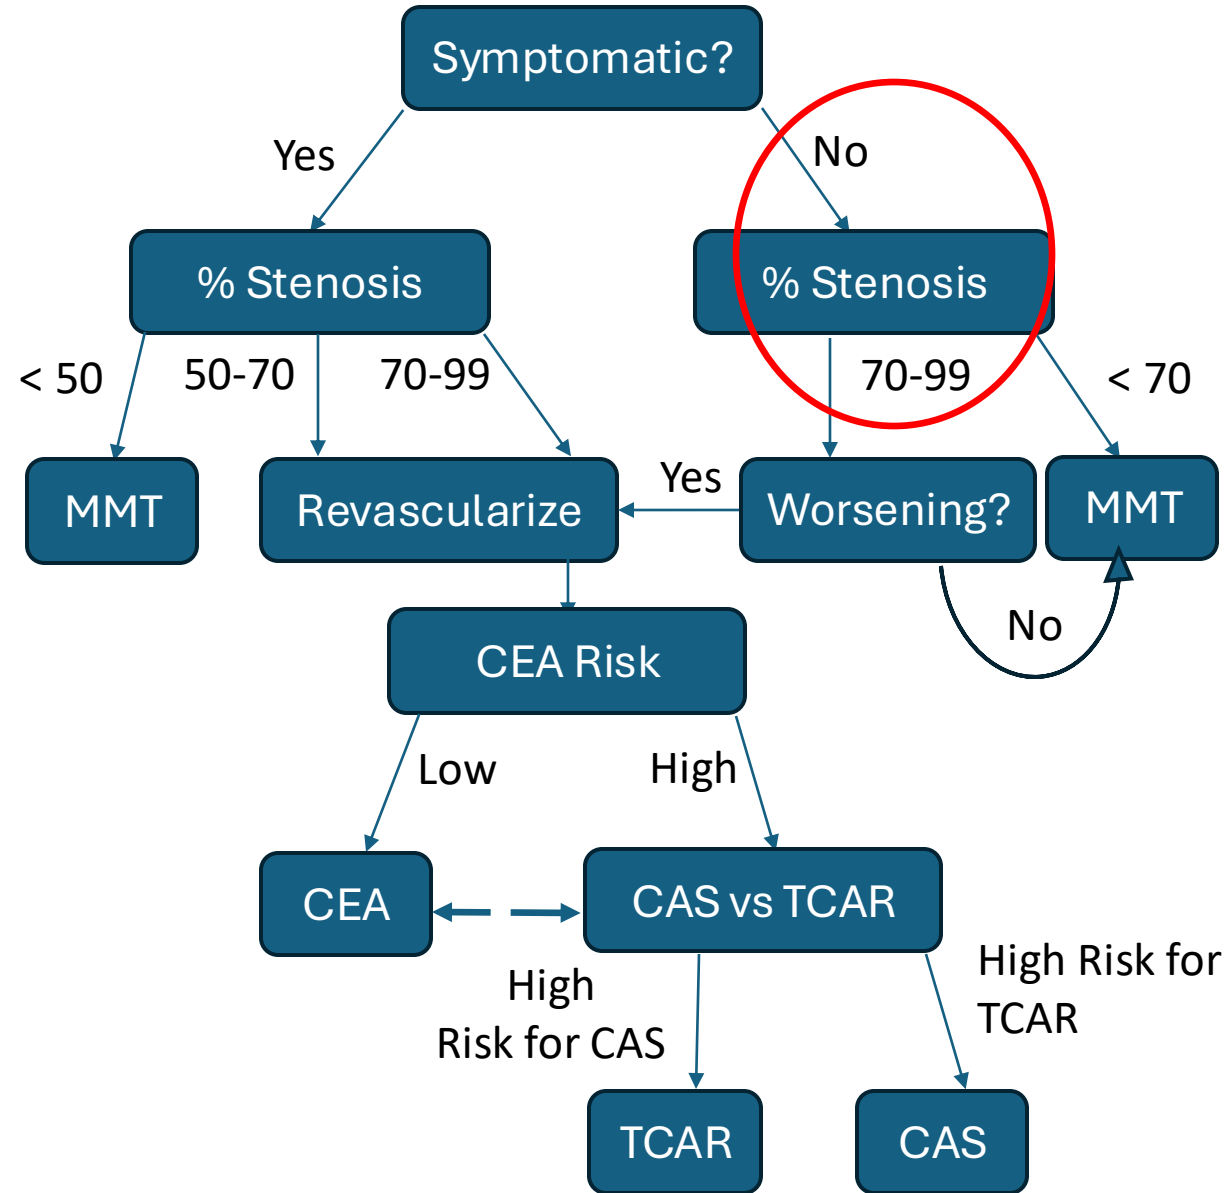 Symptomatic?
Yes
No
% Stenosis
% Stenosis
< 50
50-70
70-99
70-99
< 70
MMT
Revascularize
Yes
Worsening?
MMT
No
CEA Risk
Low
High
CEA
CAS vs TCAR
High
Risk for CAS
High Risk for
TCAR
TCAR
CAS